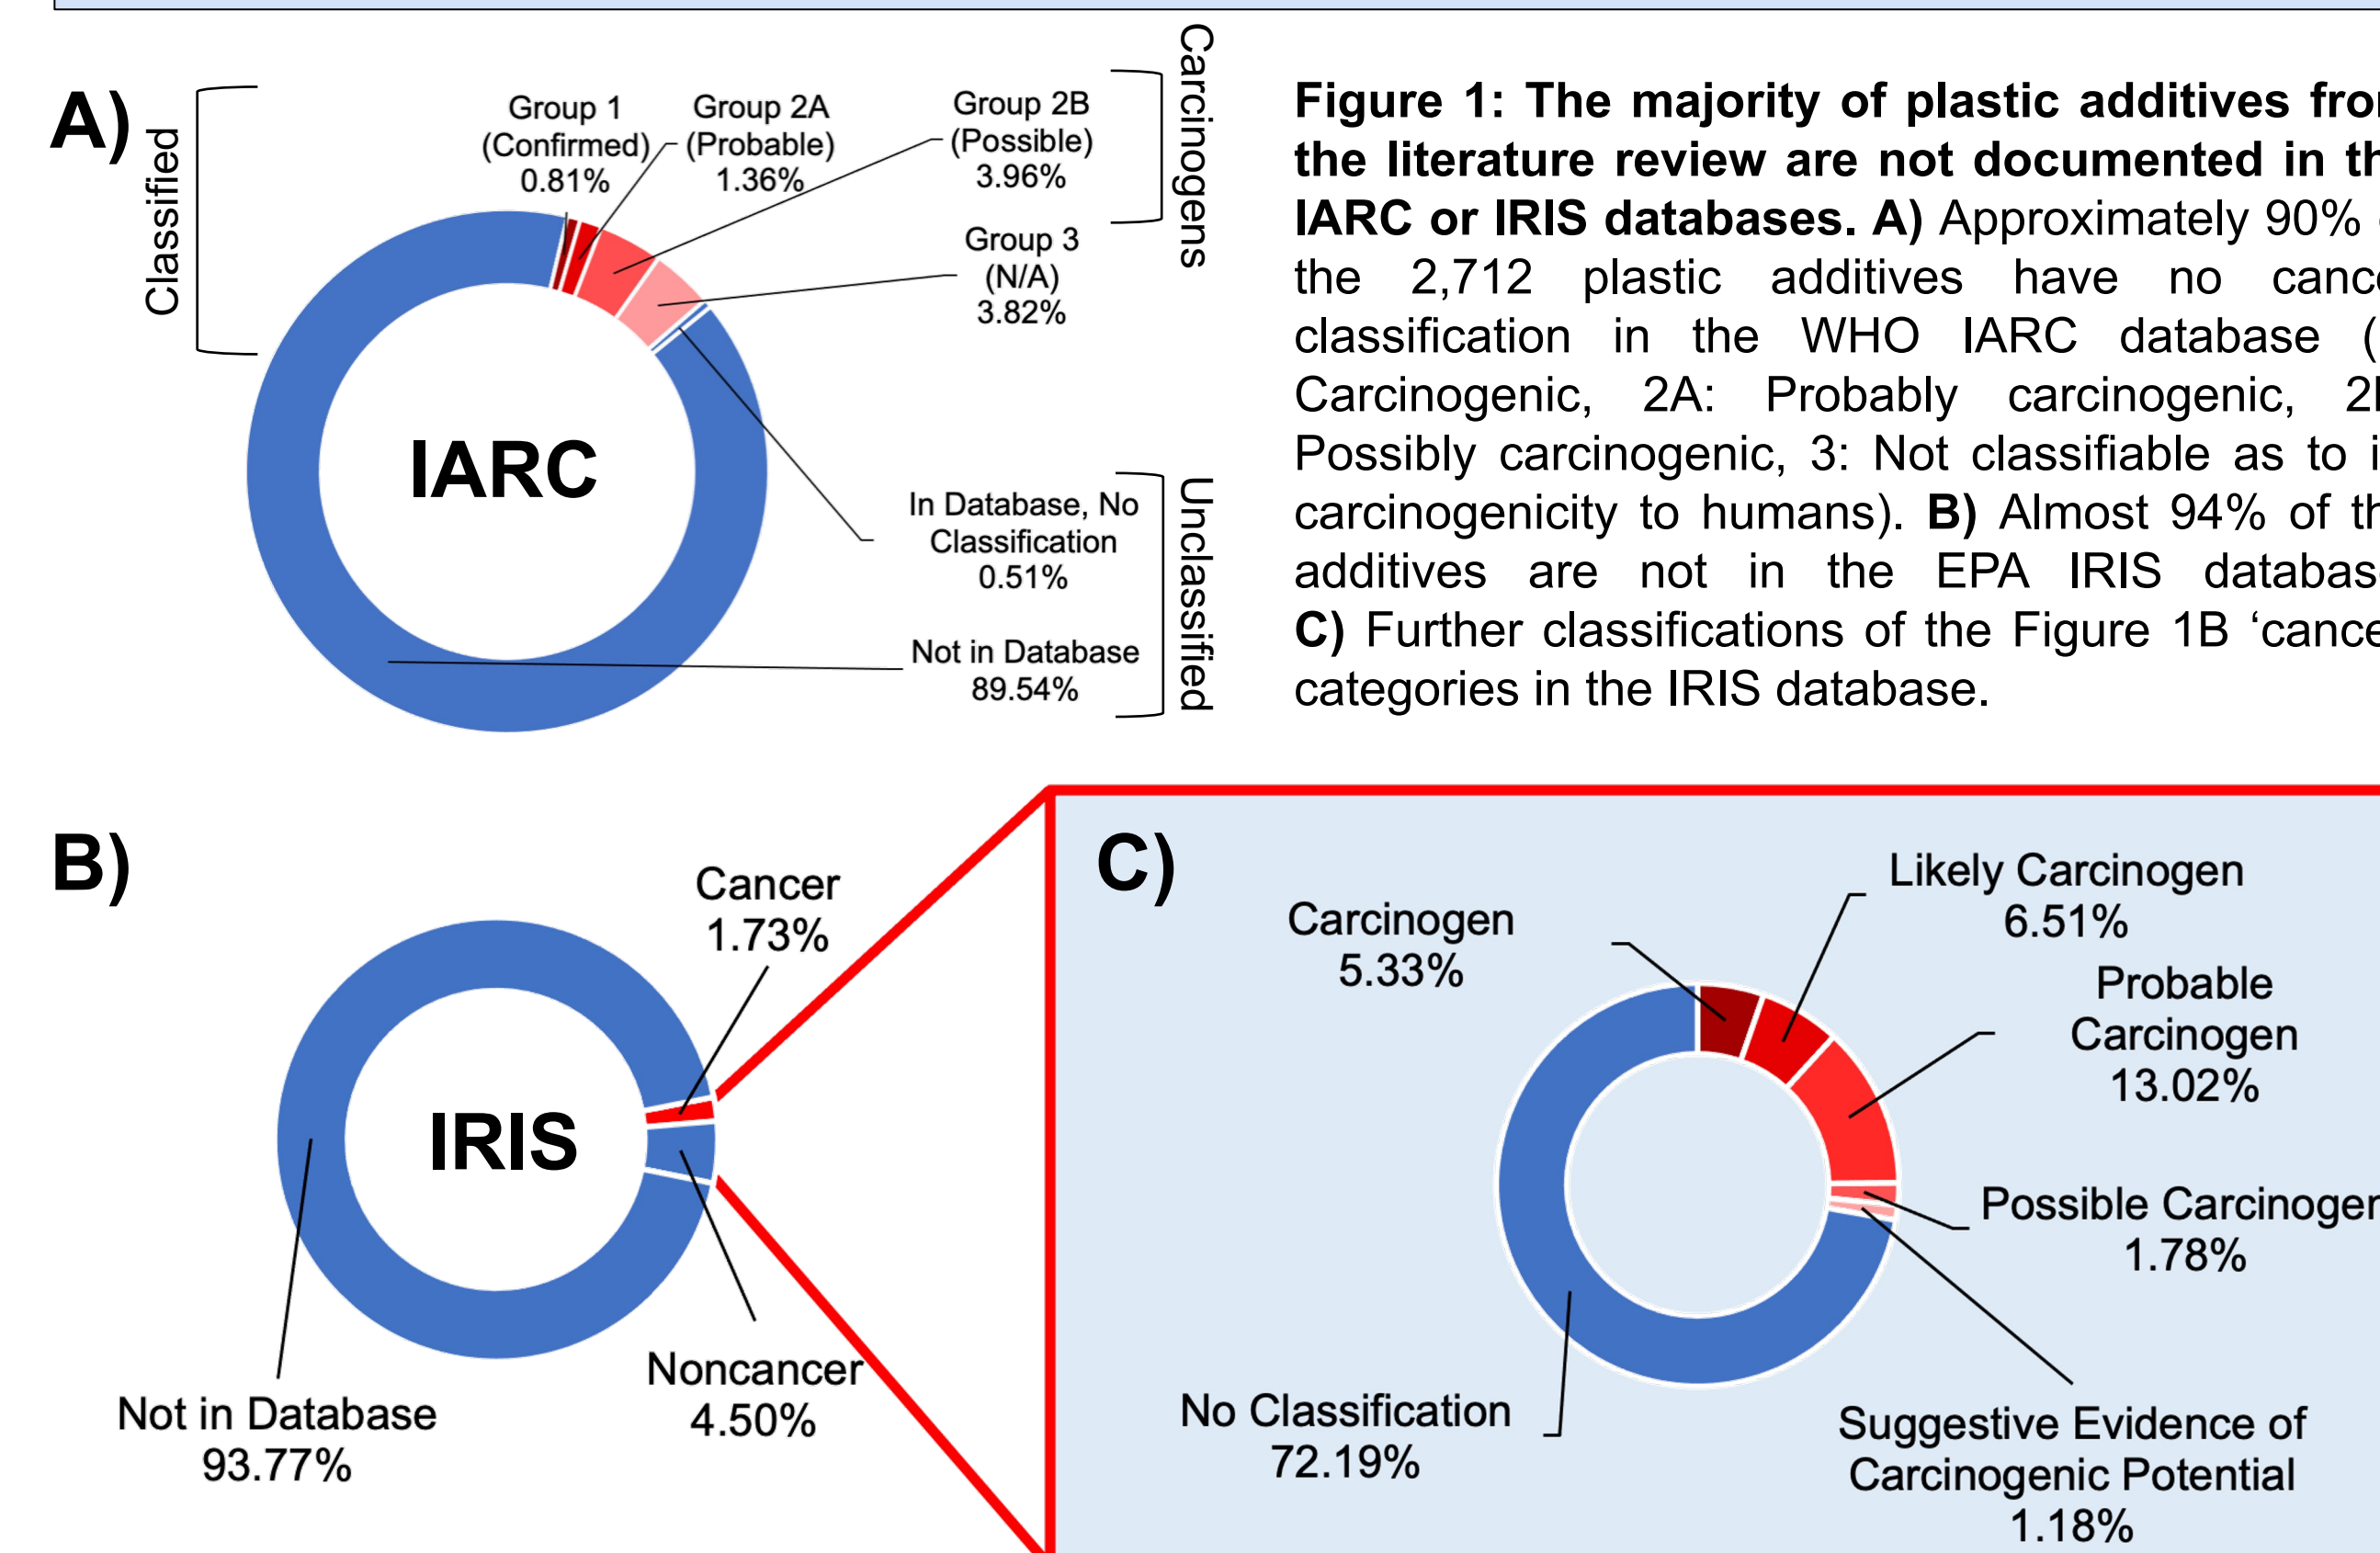 A)
Classified
Group 1
(Confirmed)
0.81%
Group 2A
(Probable)
1.36%
Group 2B
(Possible)
3.96%
Carcinogens
Group 3
(N/A)
3.82%
IARC
In Database, No
Classification
0.51%
Not in Database
89.54%
Unclassified
Figure 1: The majority of plastic additives fro
the literature review are not documented in th
IARC or IRIS databases. A) Approximately 90%
the 2,712 plastic additives have no cance
classification in the WHO IARC database (
Carcinogenic, 2A: Probably carcinogenic, 2
Possibly carcinogenic, 3: Not classifiable as to i
carcinogenicity to humans). B) Almost 94% of th
additives are not in the EPA IRIS databas
C) Further classifications of the Figure 1B ‘cance
categories in the IRIS database.
B)
Cancer
1.73%
IRIS
Noncancer
4.50%
Not in Database
93.77%
C)
Carcinogen
5.33%
Likely Carcinogen
6.51%
Probable
Carcinogen
13.02%
Possible Carcinogen
1.78%
No Classification
72.19%
Suggestive Evidence of
Carcinogenic Potential
1.18%